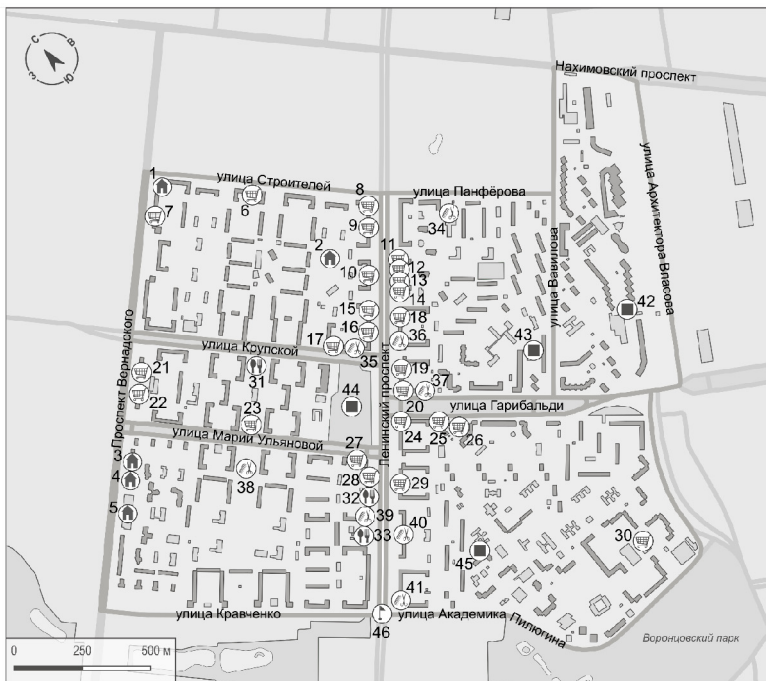 С
В
З
Ю
Нахимовский проспект
улица Строителей
улица Панфёрова
улица Архитектора Власова
улица Вавилова
1
7
6
8
9
2
10
34
11
12
13
14
15
16
17
18
36
35
42
43
улица Крупской
Проспект Вернадского
Ленинский проспект
21
22
31
23
44
19
37
20
улица Гарибальди
24
25
26
улица Марии Ульяновой
3
4
5
38
27
28
32
39
33
29
40
45
30
41
улица Кравченко
46
улица Академика Пилюгина
Воронцовский парк
0 250 500 м